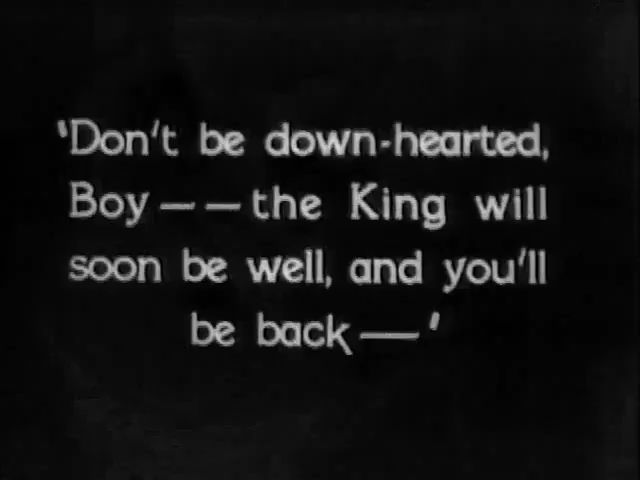 'Don't be down-hearted,
Boy — — the King will
soon be well, and you'll
be back — '